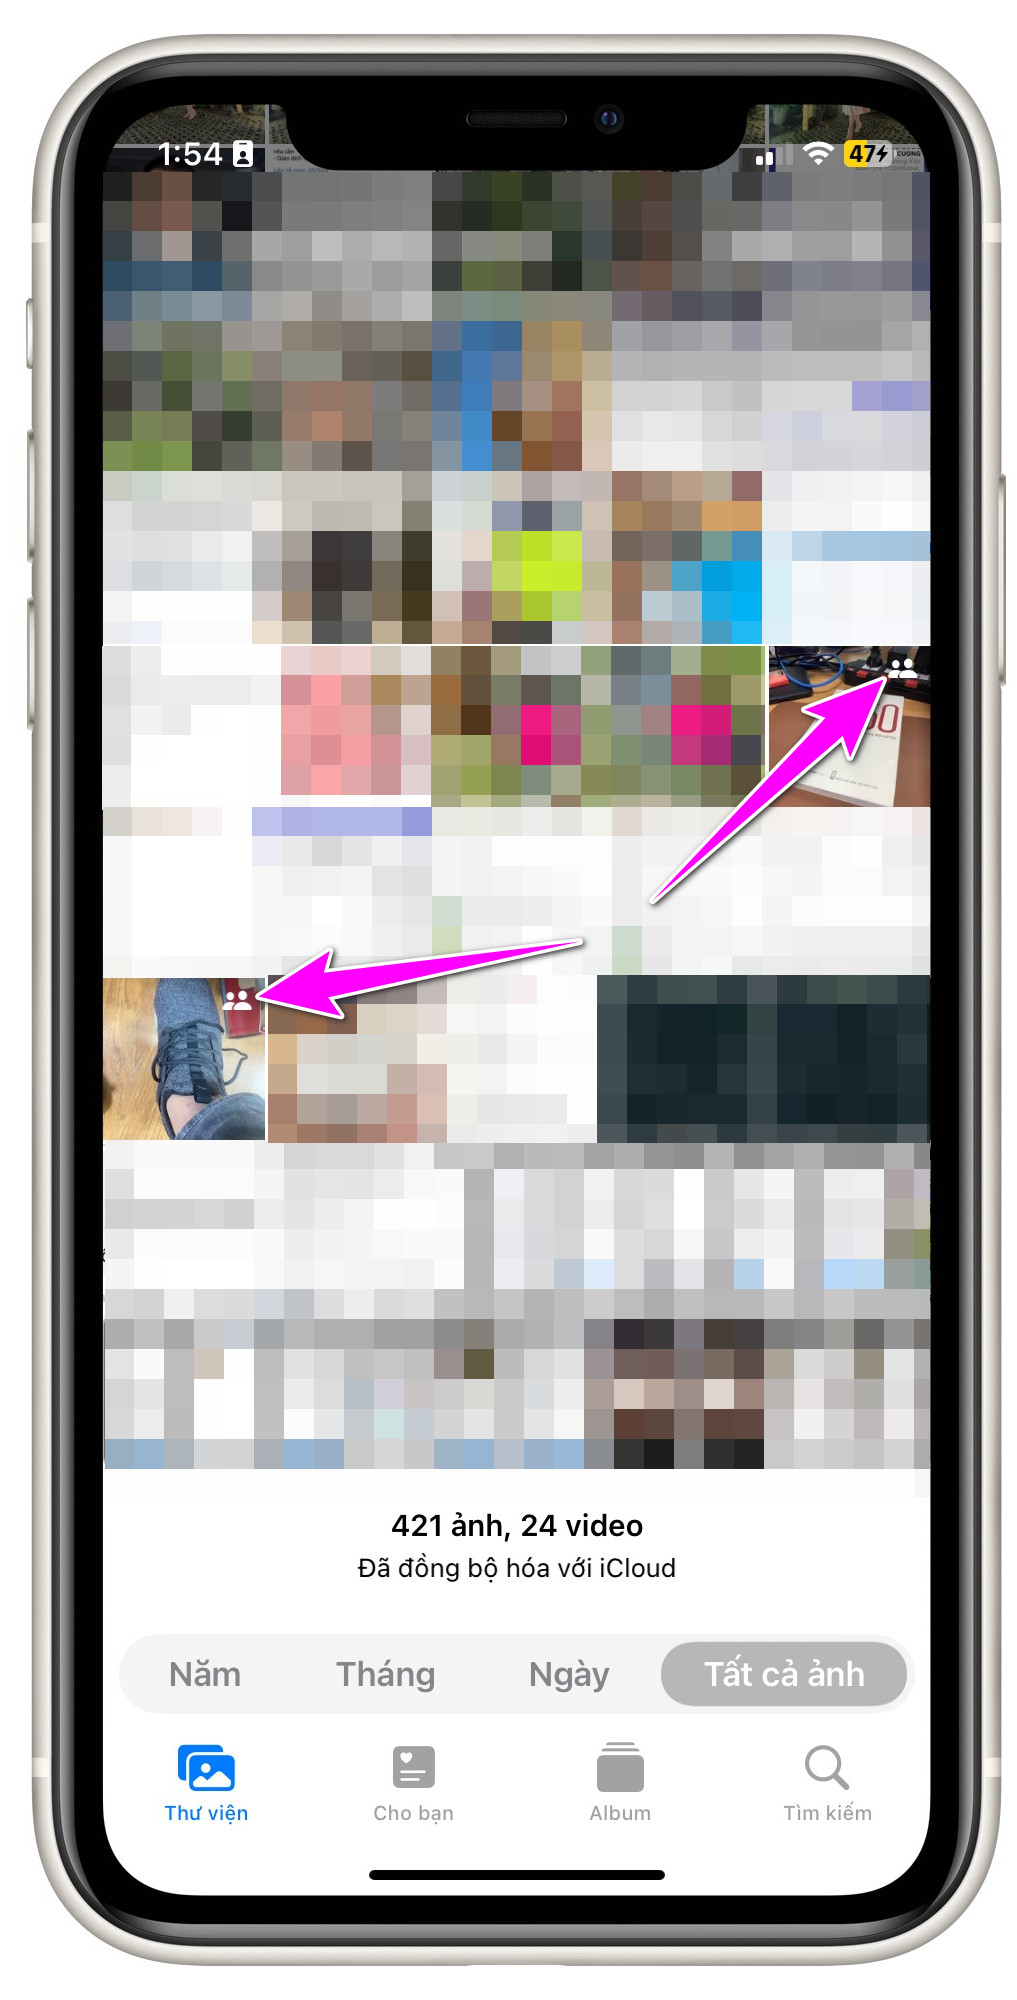 1:54
47
421 ảnh, 24 video
Đã đồng bộ hóa với iCloud
Năm Tháng Ngày Tất cả ảnh
Thư viện Cho bạn Album Tìm kiếm